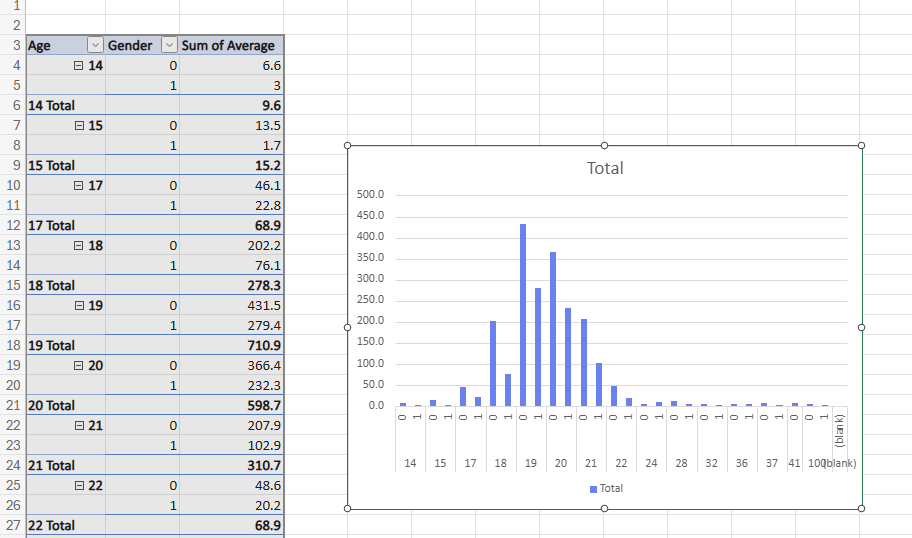 1
2
3 Age Gender Sum of Average
4 14 0 6.6
5 1 3
6 14 Total 9.6
7 15 0 13.5
8 1 1.7
9 15 Total 15.2
10 17 0 46.1
11 1 22.8
12 17 Total 68.9
13 18 0 202.2
14 1 76.1
15 18 Total 278.3
16 19 0 431.5
17 1 279.4
18 19 Total 710.9
19 20 0 366.4
20 1 232.3
21 20 Total 598.7
22 21 0 207.9
23 1 102.9
24 21 Total 310.7
25 22 0 48.6
26 1 20.2
27 22 Total 68.9
Total
500.0
450.0
400.0
350.0
300.0
250.0
200.0
150.0
100.0
50.0
0.0
0 1 0 1 0 1 0 1 0 1 0 1 0 1 0 1 0 1 0 1 0 1 0 1 0 1 0 0 1 (blank)
14 15 17 18 19 20 21 22 24 28 32 36 37 41 100 (blank)
Total